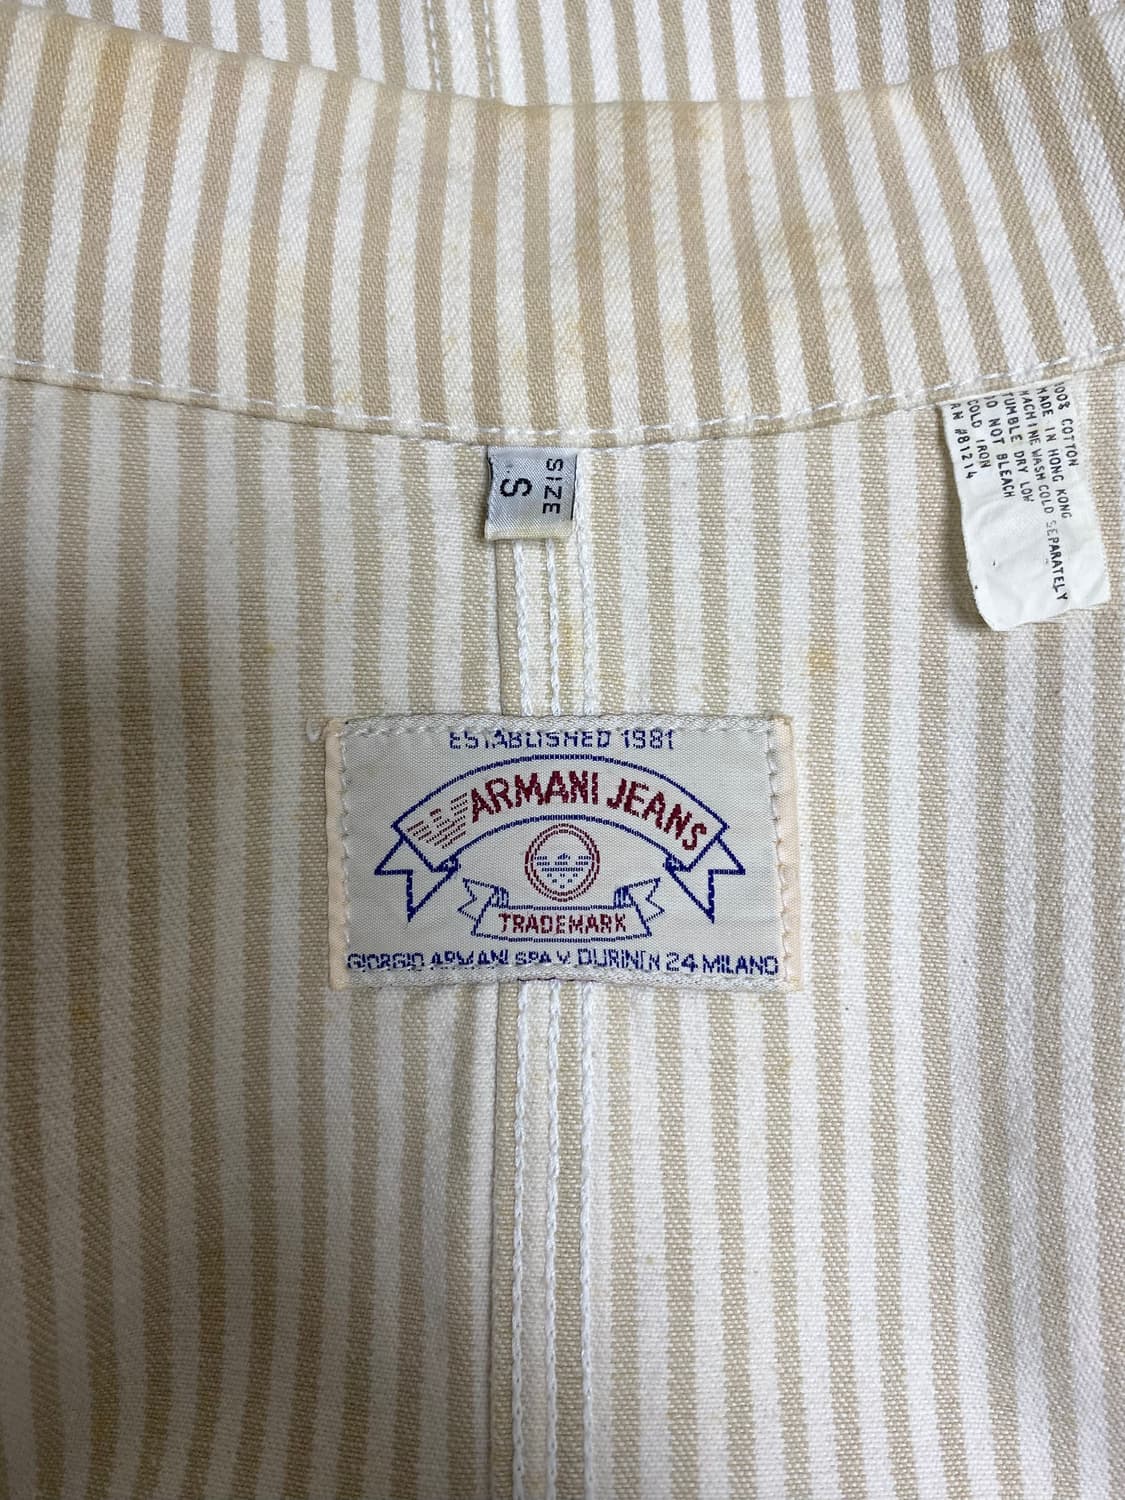 SIZE
S
100% COTTON
MADE IN HONG KONG
MACHINE WASH COLD SEPARATELY
TUMBLE DRY LOW
DO NOT BLEACH
COLD IRON
RN #81214
ESTABLISHED 1981
ARMANI JEANS
TRADEMARK
GIORGIO ARMANI SPA V. DURINI N 24 MILANO